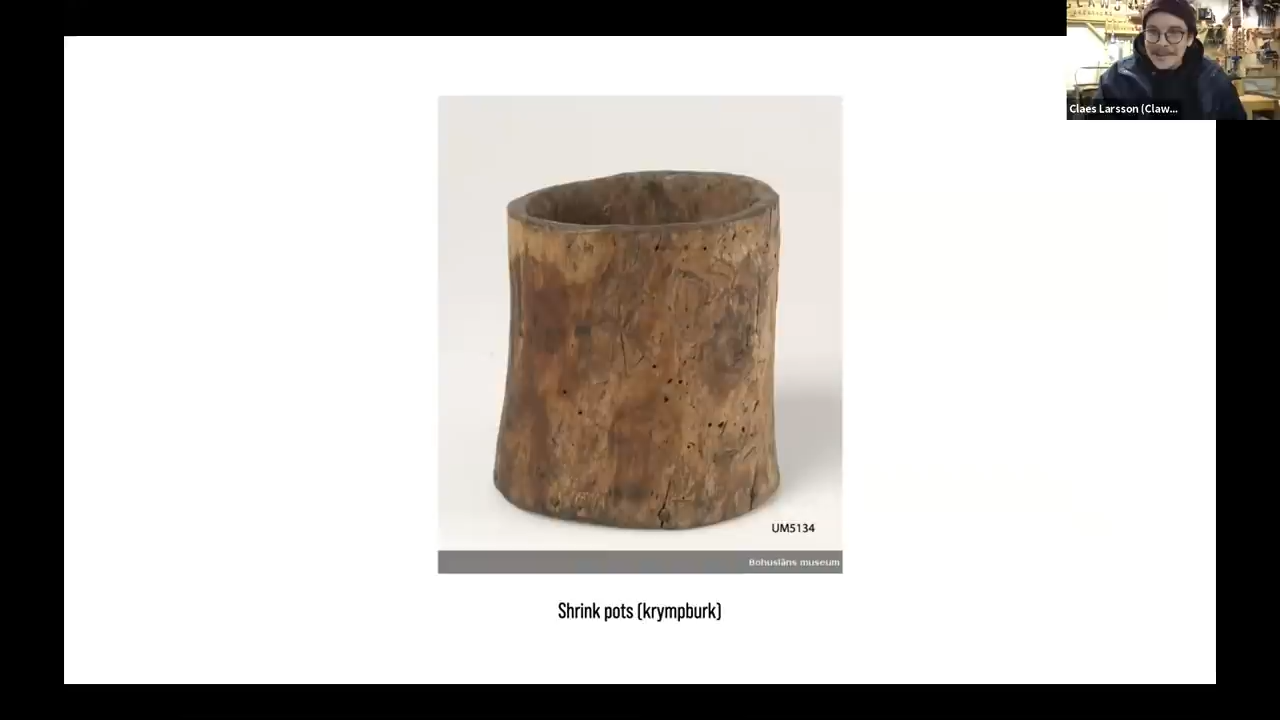 Claes Larsson (Claw...
UM5134
Bohusläns museum
Shrink pots (krympburk)